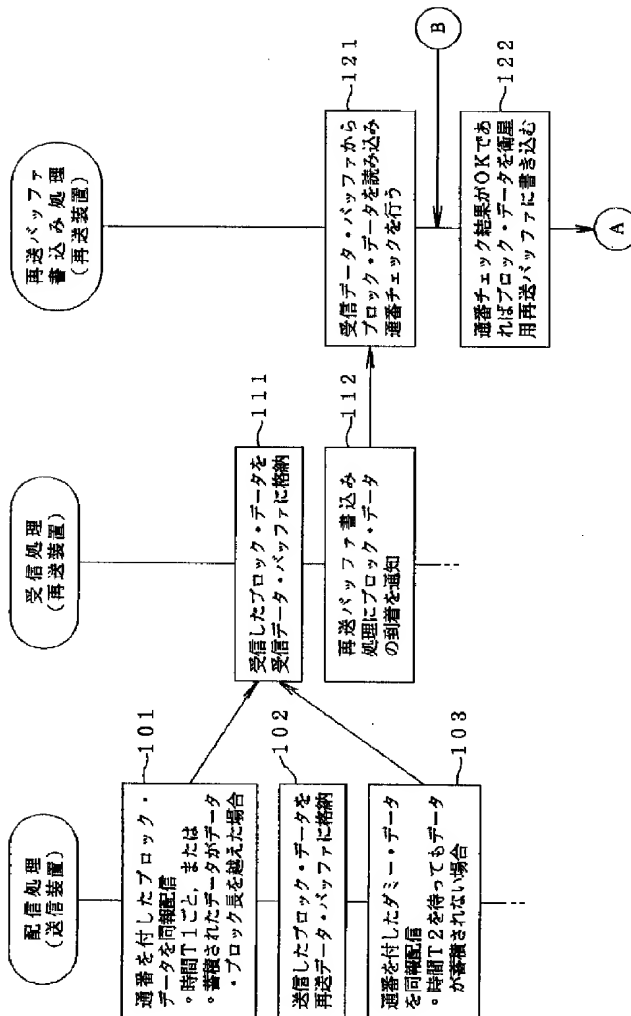 配信処理
(送信装置)
通番を付したブロック・
データを同報配信
・時間T1ごと,または
・蓄積されたデータがデータ
・ブロック長を越えた場合
101
送信したブロック・データを
再送データ・バッファに格納
102
通番を付したダミー・データ
を同報配信
・時間T2を待ってもデータ
が蓄積されない場合
103
受信処理
(再送装置)
受信したブロック・データを
受信データ・バッファに格納
111
再送バッファ書込み
処理にブロック・データ
の到着を通知
112
再送バッファ
書込み処理
(再送装置)
受信データ・バッファから
ブロック・データを読み込み
通番チェックを行う
121
B
通番チェック結果がOKであ
ればブロック・データを衛星
用再送バッファに書き込む
122
A